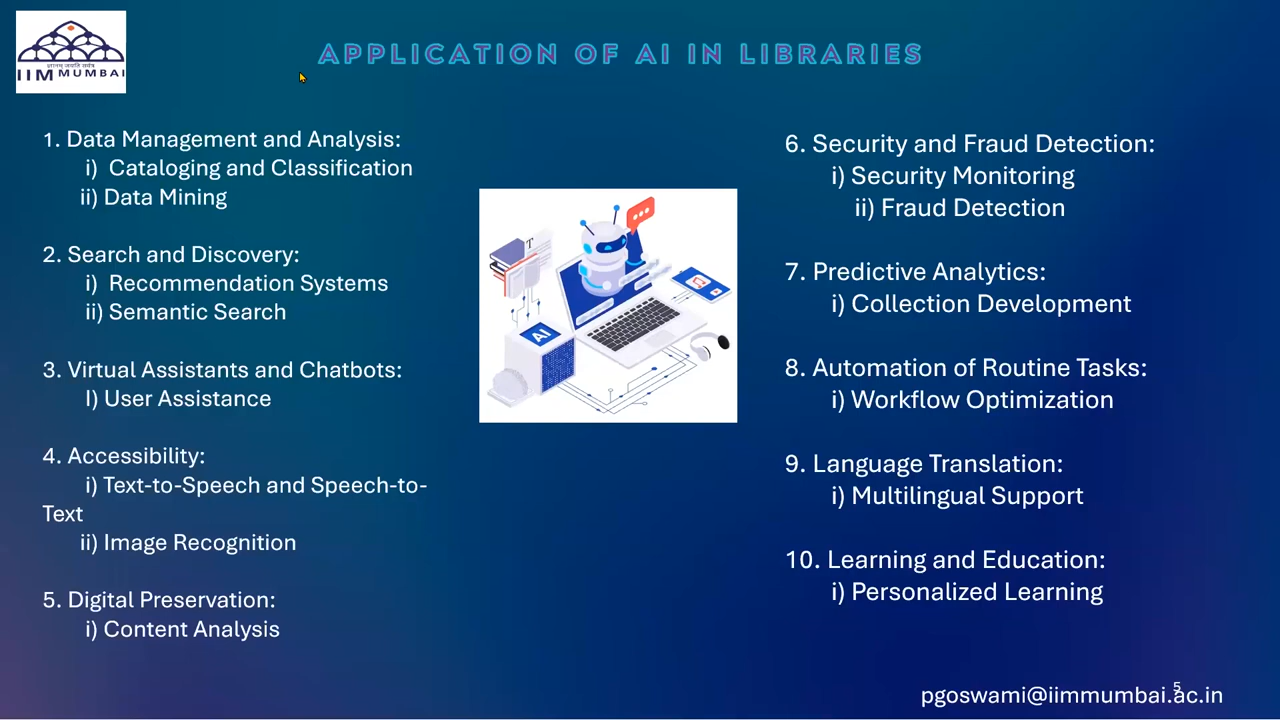 IIM MUMBAI
APPLICATION OF AI IN LIBRARIES
1. Data Management and Analysis:
i) Cataloging and Classification
ii) Data Mining
2. Search and Discovery:
i) Recommendation Systems
ii) Semantic Search
3. Virtual Assistants and Chatbots:
I) User Assistance
4. Accessibility:
i) Text-to-Speech and Speech-to-
Text
ii) Image Recognition
5. Digital Preservation:
i) Content Analysis
T
AI
6. Security and Fraud Detection:
i) Security Monitoring
ii) Fraud Detection
7. Predictive Analytics:
i) Collection Development
8. Automation of Routine Tasks:
i) Workflow Optimization
9. Language Translation:
i) Multilingual Support
10. Learning and Education:
i) Personalized Learning
5
pgoswami@iimmumbai.ac.in